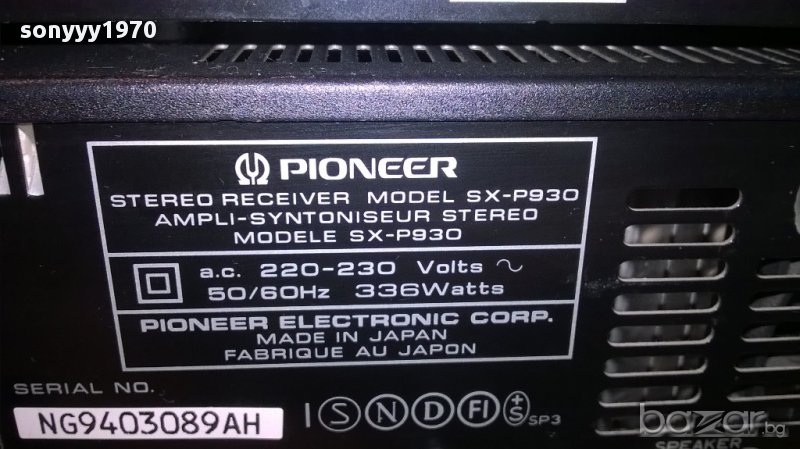 sonyyy1970
PIONEER
STEREO RECEIVER MODEL SX-P930
AMPLI-SYNTONISEUR STEREO
MODELE SX-P930
a.c. 220-230 Volts ~
50/60Hz 336Watts
PIONEER ELECTRONIC CORP.
MADE IN JAPAN
FABRIQUE AU JAPON
SERIAL NO.
NG9403089AH
I S N D FI +S SP3
bazar.bg
SPEAKER